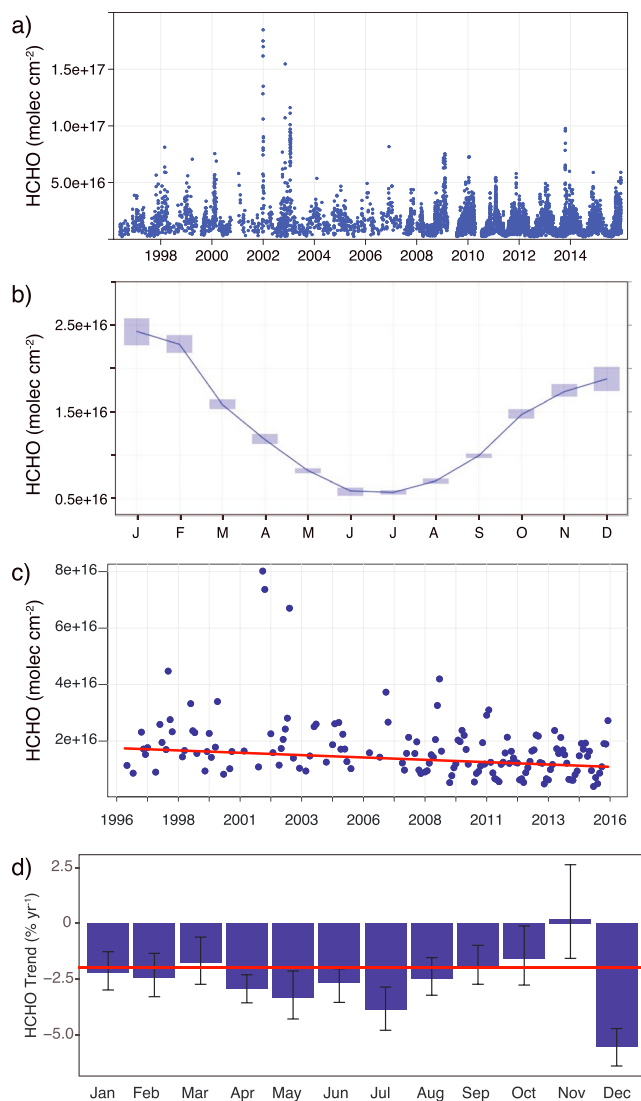 a)
HCHO (molec cm⁻²)
1.5e+17
1.0e+17
5.0e+16
1998 2000 2002 2004 2006 2008 2010 2012 2014
b)
HCHO (molec cm⁻²)
2.5e+16
1.5e+16
0.5e+16
J F M A M J J A S O N D
c)
HCHO (molec cm⁻²)
8e+16
6e+16
4e+16
2e+16
1996 1998 2001 2003 2006 2008 2011 2013 2016
d)
HCHO Trend (% yr⁻¹)
2.5
0
−2.5
−5.0
Jan Feb Mar Apr May Jun Jul Aug Sep Oct Nov Dec